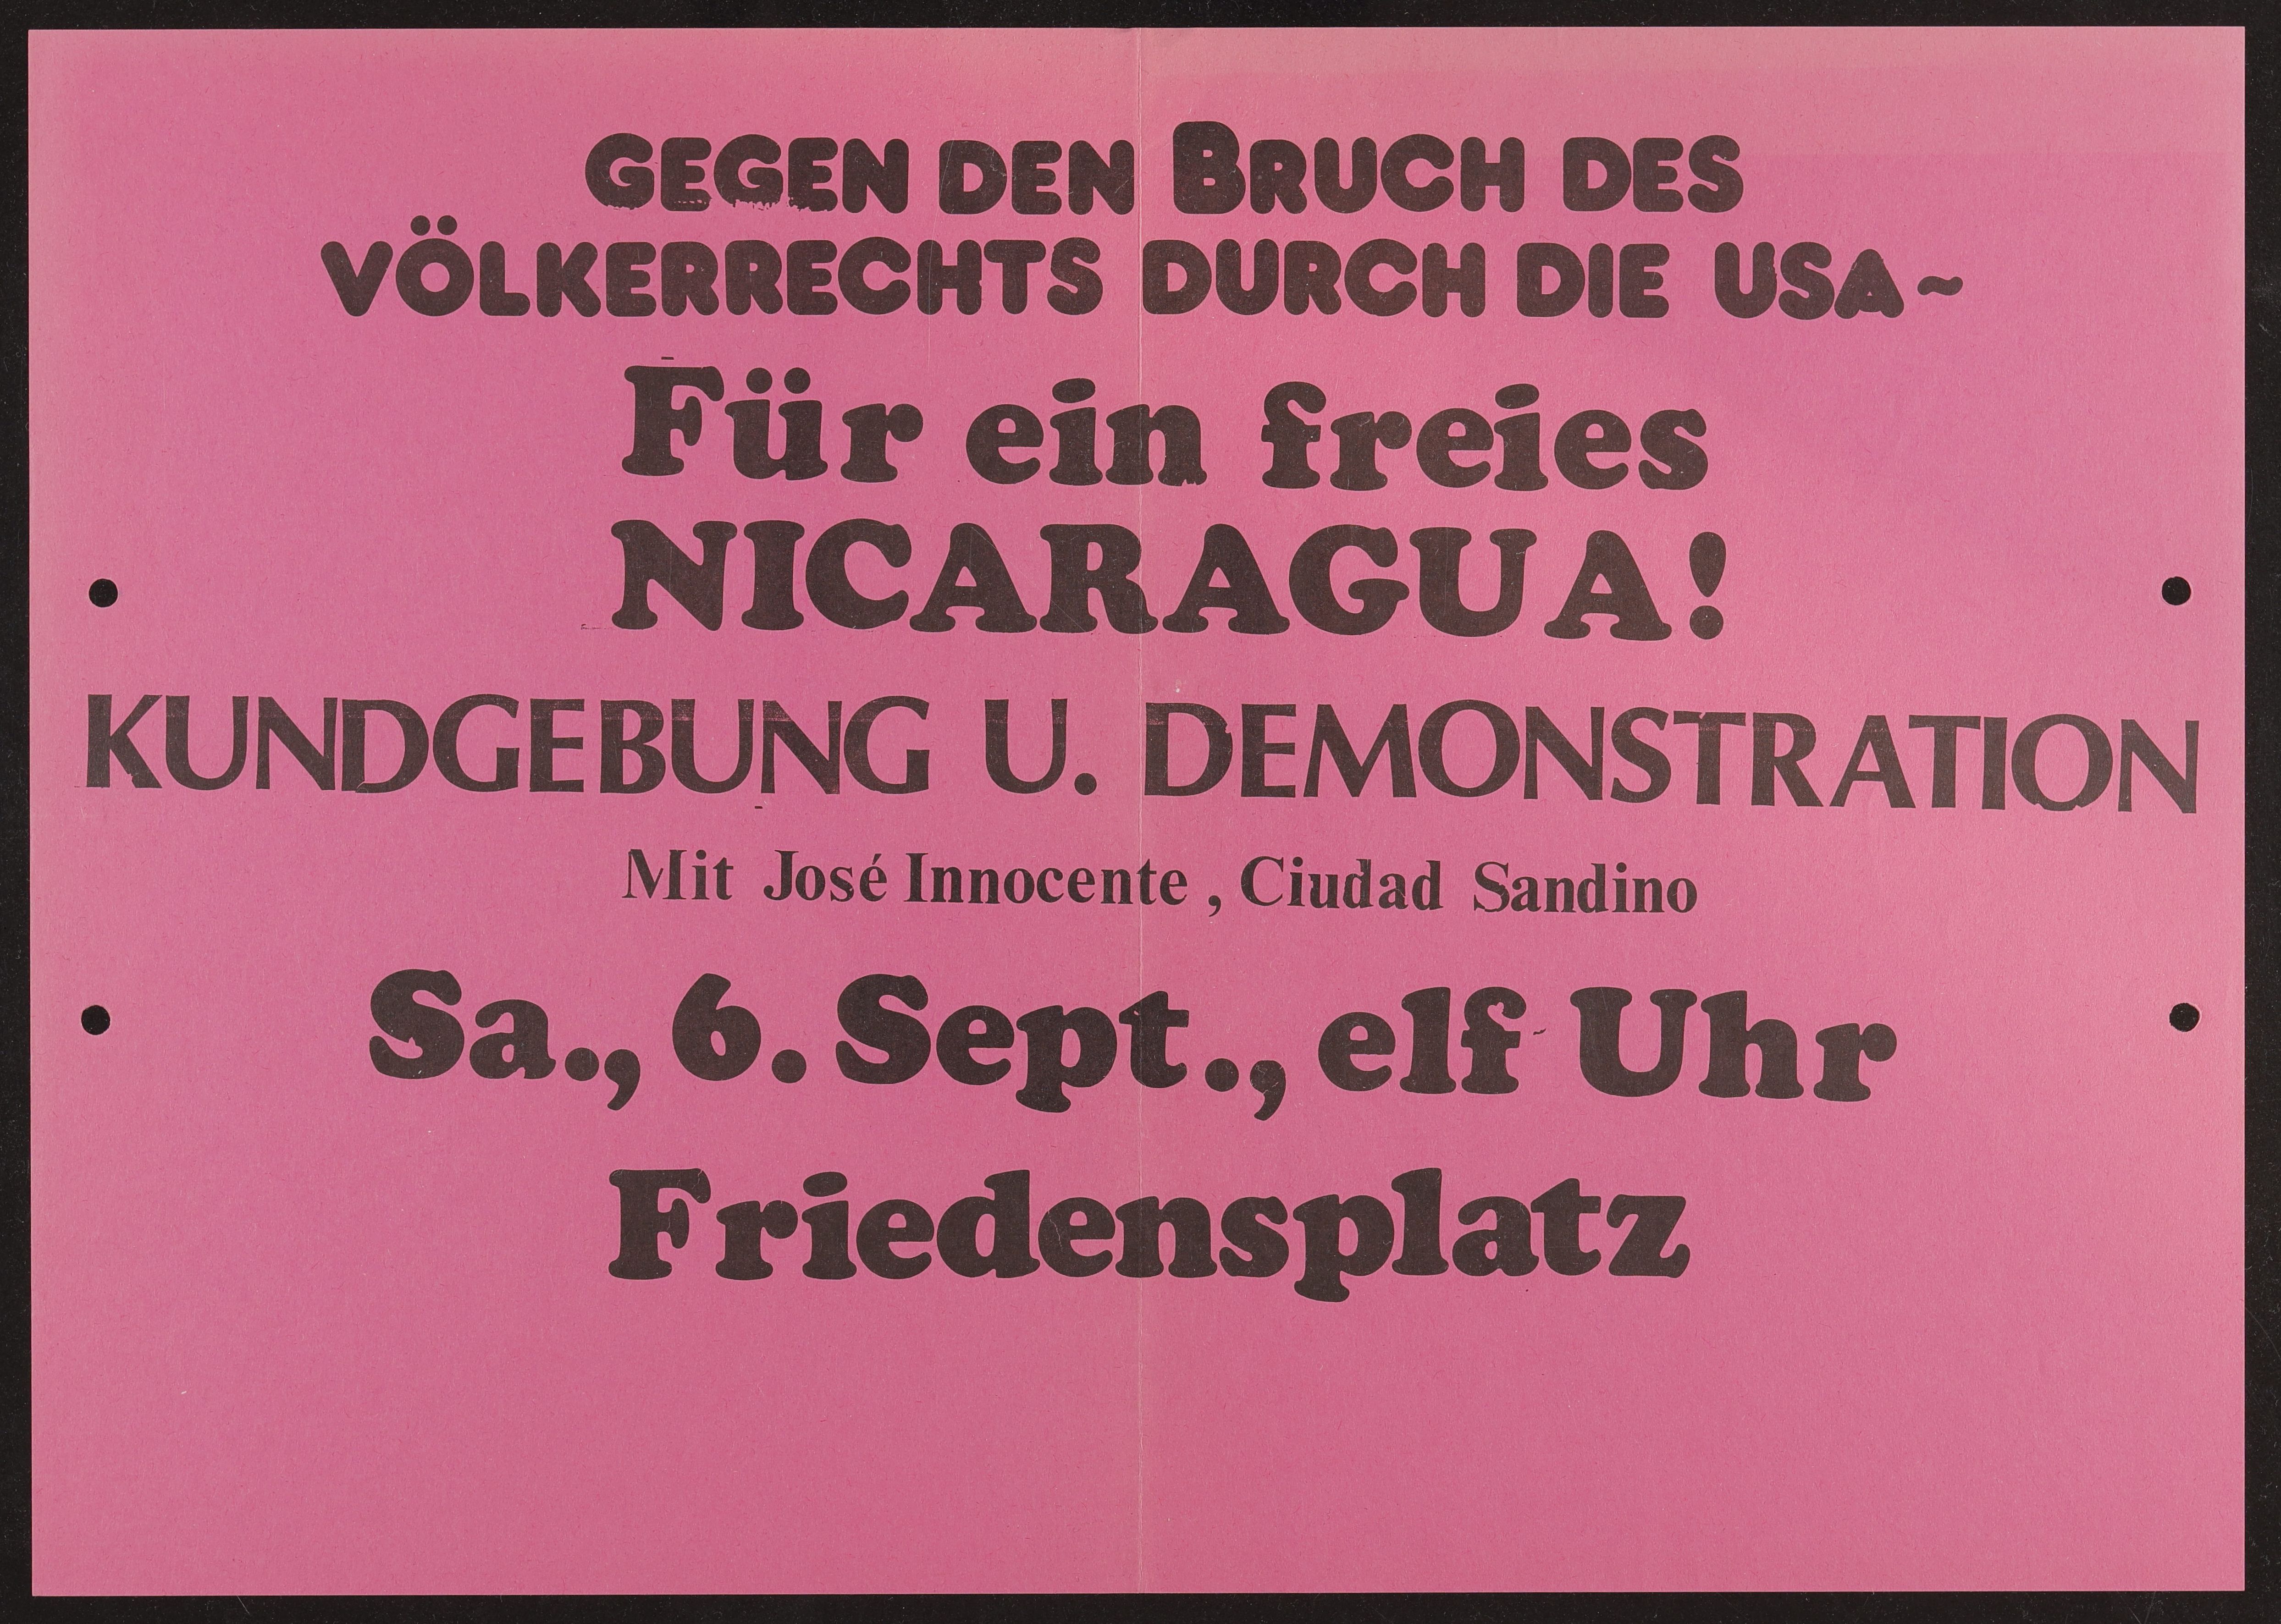 GEGEN DEN BRUCH DES
VÖLKERRECHTS DURCH DIE USA~
Für ein freies
NICARAGUA!
KUNDGEBUNG U. DEMONSTRATION
Mit José Innocente, Ciudad Sandino
Sa., 6. Sept., elf Uhr
Friedensplatz